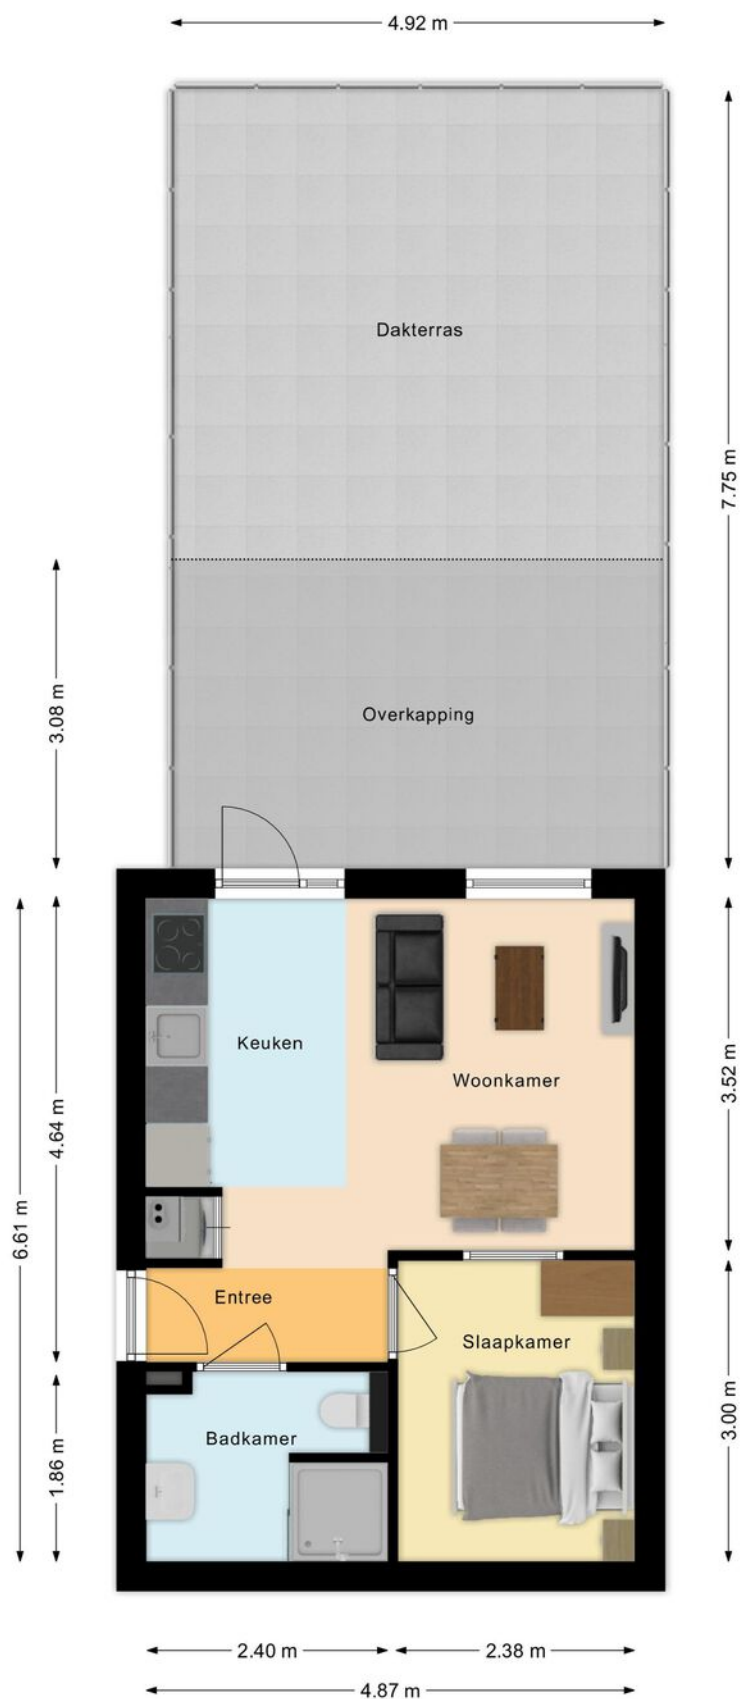 4.92 m
Dakterras
7.75 m
3.08 m
Overkapping
Keuken
Woonkamer
3.52 m
4.64 m
6.61 m
Entree
Slaapkamer
3.00 m
Badkamer
1.86 m
2.40 m
2.38 m
4.87 m